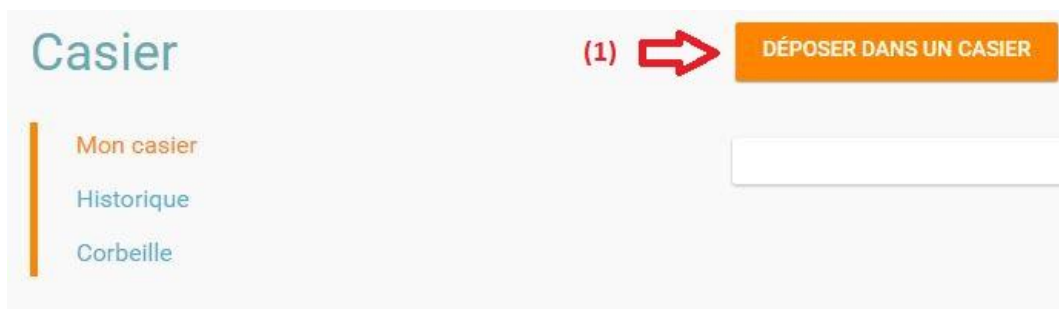 Casier
(1)
DÉPOSER DANS UN CASIER
Mon casier
Historique
Corbeille